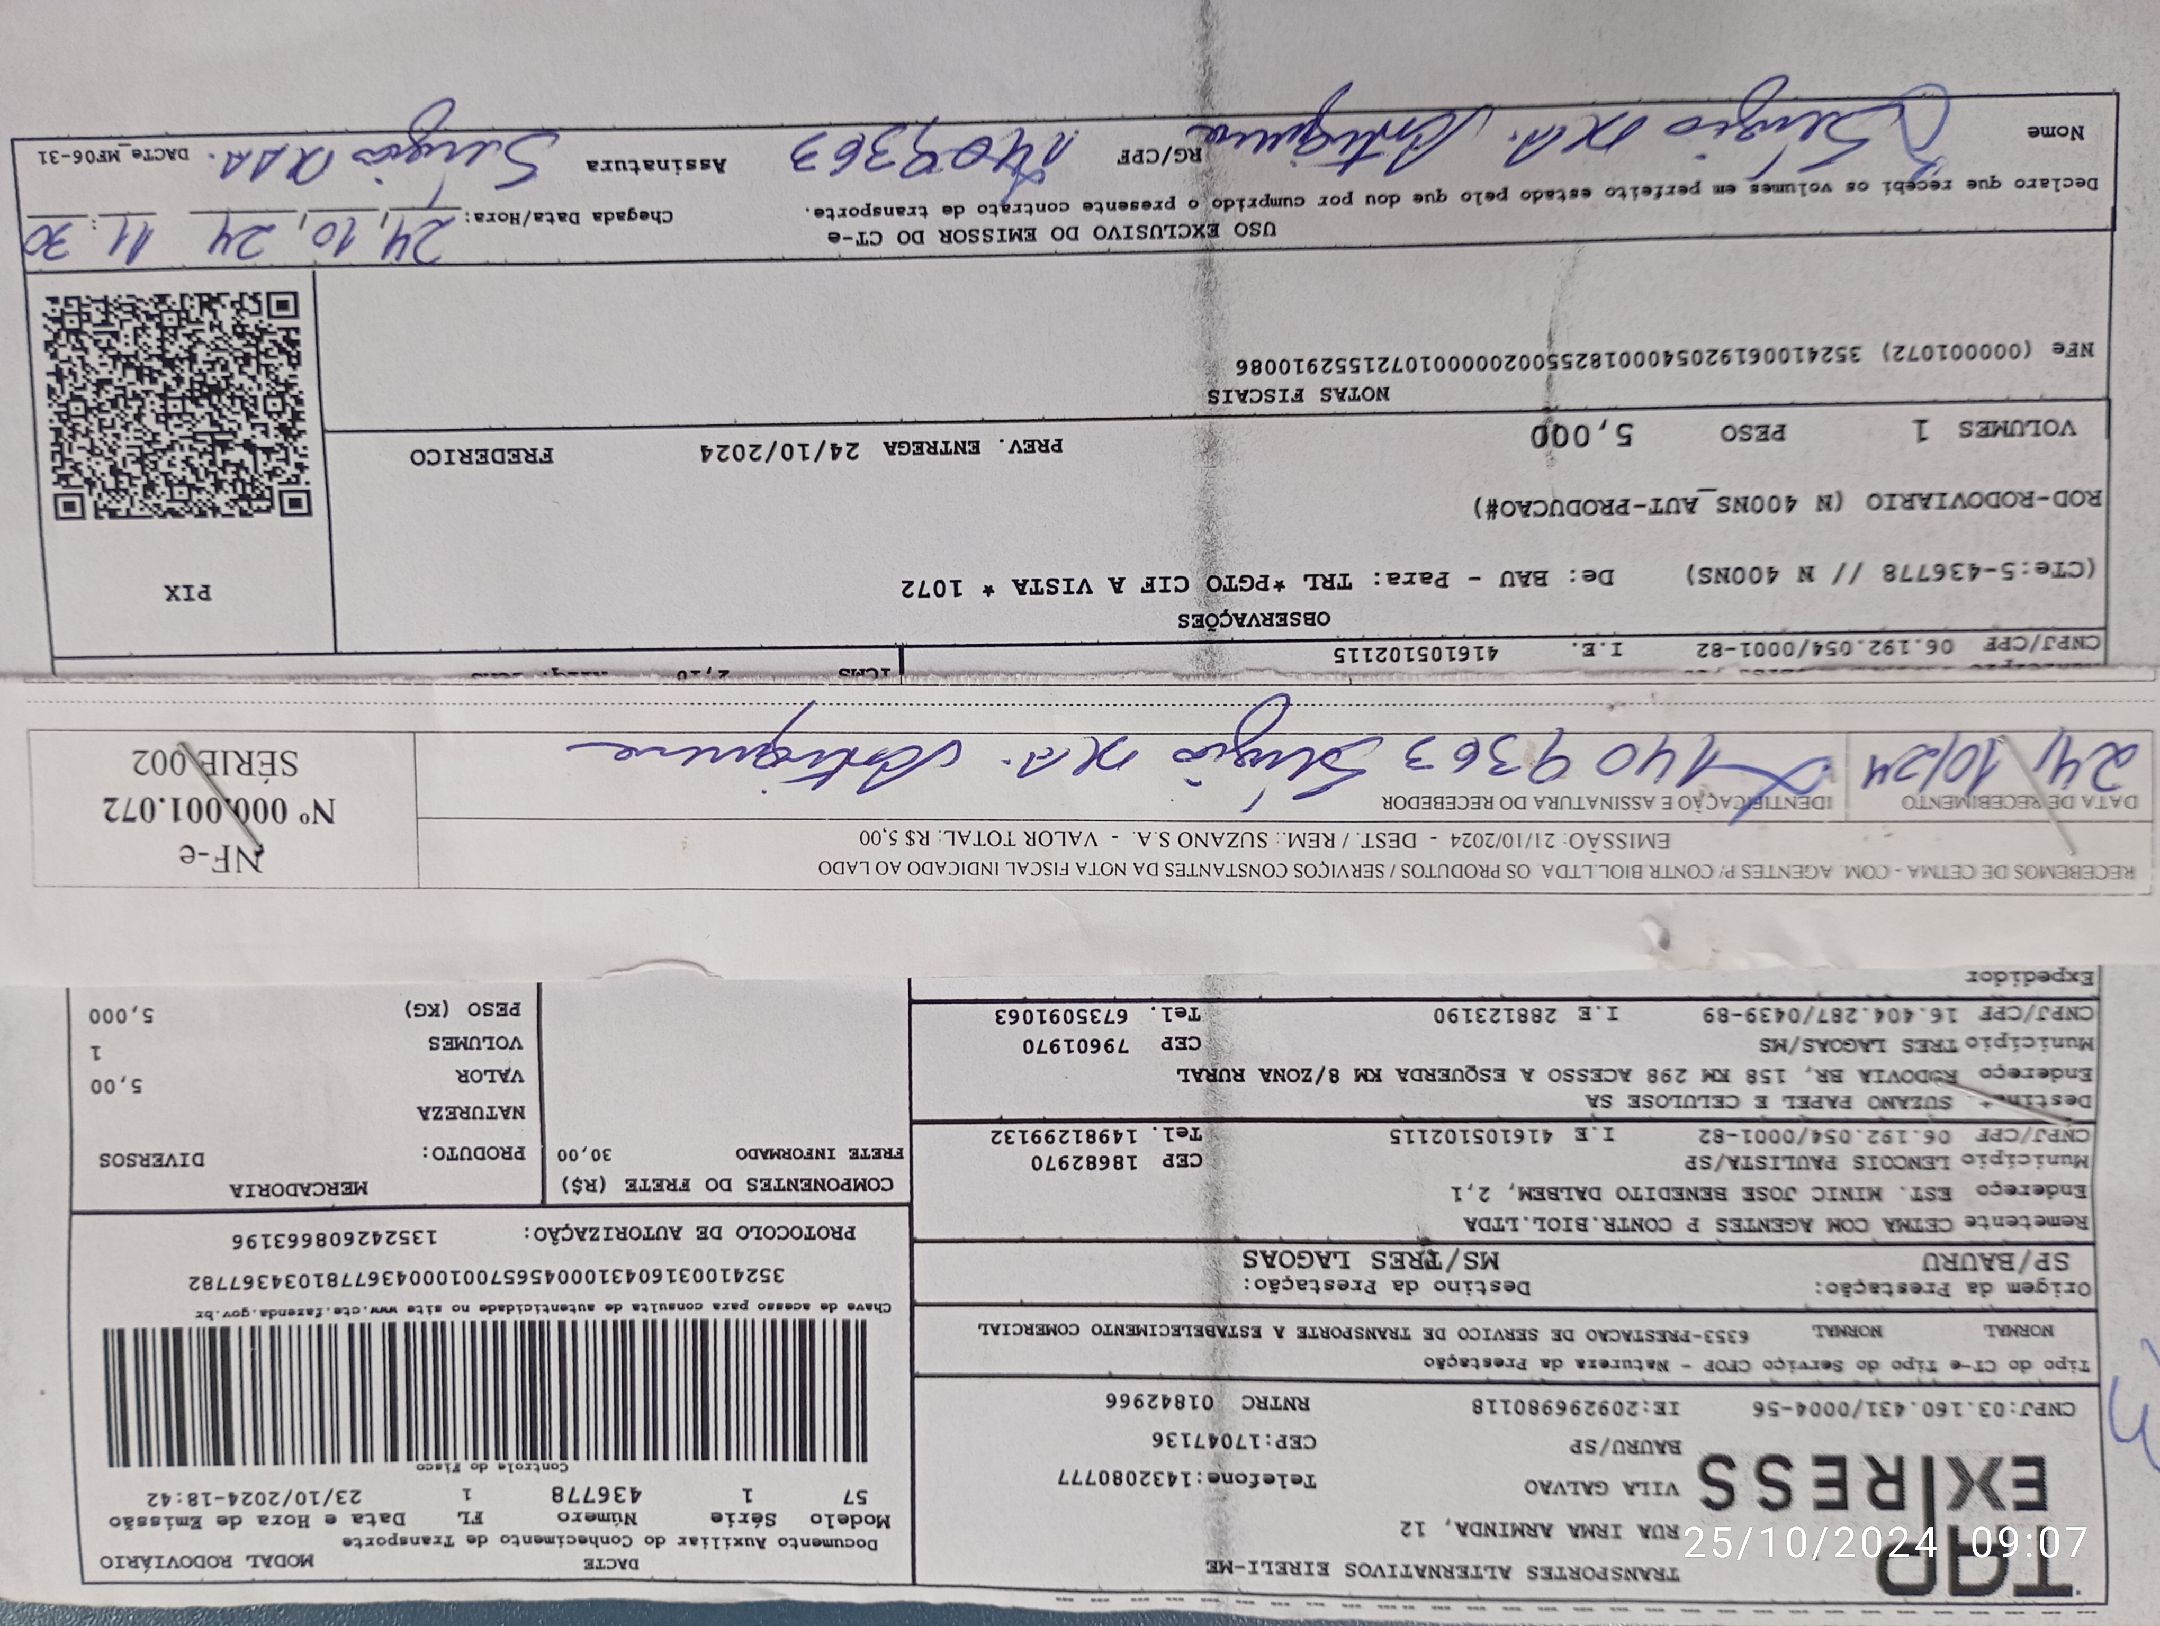 TAP
EXPRESS
TRANSPORTES ALTERNATIVOS EIRELI-ME
RUA IRMA ARMINDA, 12
VILA GALVAO Telefone:1432080777
BAURU/SP CEP:17047136
CNPJ:03.160.431/0004-56 IE:209296980118 RNTRC 01842966
Tipo do CT-e Tipo do Serviço CFOP - Natureza da Prestação
NORMAL NORMAL 6353-PRESTACAO DE SERVICO DE TRANSPORTE A ESTABELECIMENTO COMERCIAL
Origem da Prestação: Destino da Prestação:
SP/BAURU MS/TRES LAGOAS
Remetente CETMA COM AGENTES P CONTR.BIOL.LTDA
Endereço EST. MINIC JOSE BENEDITO DALBEM, 2,1
Município LENCOIS PAULISTA/SP CEP 18682970
CNPJ/CPF 06.192.054/0001-82 I.E 416105102115 Tel. 14981299132
Destinat SUZANO PAPEL E CELULOSE SA
Endereço RODOVIA BR, 158 KM 298 ACESSO A ESQUERDA KM 8/ZONA RURAL
Município TRES LAGOAS/MS CEP 79601970
CNPJ/CPF 16.404.287/0439-89 I.E 288123190 Tel. 6735091063
Expedidor
DACTE MODAL RODOVIÁRIO
Documento Auxiliar do Conhecimento de Transporte
Modelo Série Número FL Data e Hora de Emissão
57 1 436778 1 23/10/2024-18:42
Controle do Fisco
Chave de acesso para consulta de autenticidade no site www.cte.fazenda.gov.br
35241003160431000456570010004367781034367782
PROTOCOLO DE AUTORIZAÇÃO: 135242608663196
COMPONENTES DO FRETE (R$)
FRETE INFORMADO 30,00
MERCADORIA
PRODUTO: DIVERSOS
NATUREZA
VALOR 5,00
VOLUMES 1
PESO (KG) 5,000
RECEBEMOS DE CETMA - COM. AGENTES P/ CONTR BIOL.LTDA OS PRODUTOS / SERVIÇOS CONSTANTES DA NOTA FISCAL INDICADO AO LADO
EMISSÃO: 21/10/2024 - DEST. / REM.: SUZANO S.A. - VALOR TOTAL: R$ 5,00
DATA DE RECEBIMENTO IDENTIFICAÇÃO E ASSINATURA DO RECEBEDOR
24/10/24 1409363 Sérgio
NF-e
Nº 000.001.072
SÉRIE 002
ICMS 2,10
CNPJ/CPF 06.192.054/0001-82 I.E. 416105102115
OBSERVAÇÕES
(CTe:5-436778 // N 400NS) De: BAU - Para: TRL *PGTO CIF A VISTA * 1072
ROD-RODOVIARIO (N 400NS_AUT-PRODUCAO#)
VOLUMES 1 PESO 5,000 PREV. ENTREGA 24/10/2024 FREDERICO
NOTAS FISCAIS
NFe (000001072) 35241006192054000182550020000010721552910086
PIX
USO EXCLUSIVO DO EMISSOR DO CT-e
Declaro que recebi os volumes em perfeito estado pelo que dou por cumprido o presente contrato de transporte.
Chegada Data/Hora: 24,10,24 11:30
Nome Sérgio RG/CPF 1409363 Assinatura Sergio DACTe_MF06-31
25/10/2024 09:07